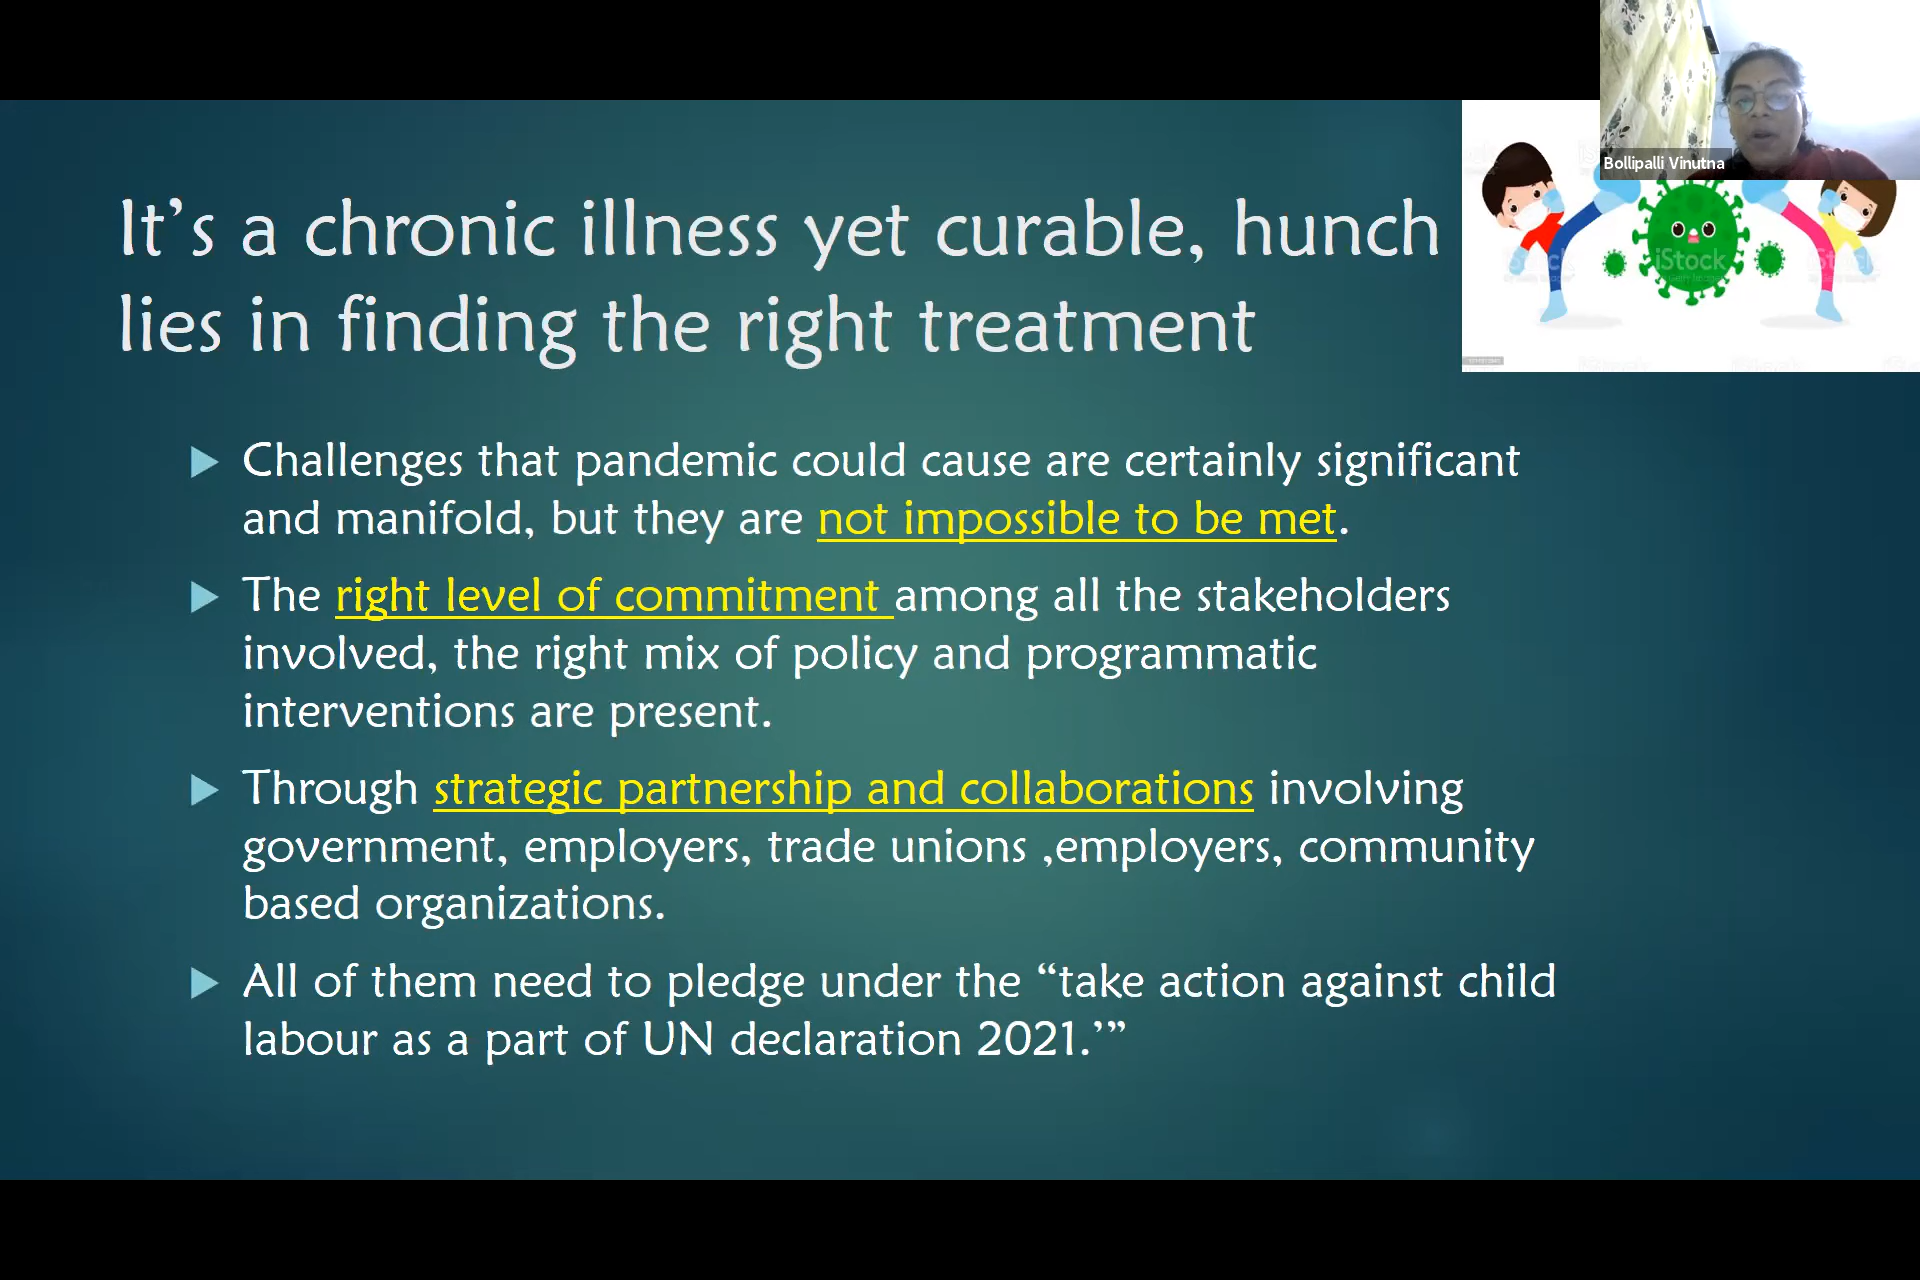 Bollipalli Vinutna
It's a chronic illness yet curable, hunch
lies in finding the right treatment
iStock
Challenges that pandemic could cause are certainly significant
and manifold, but they are not impossible to be met.
The right level of commitment among all the stakeholders
involved, the right mix of policy and programmatic
interventions are present.
Through strategic partnership and collaborations involving
government, employers, trade unions ,employers, community
based organizations.
All of them need to pledge under the “take action against child
labour as a part of UN declaration 2021.’”